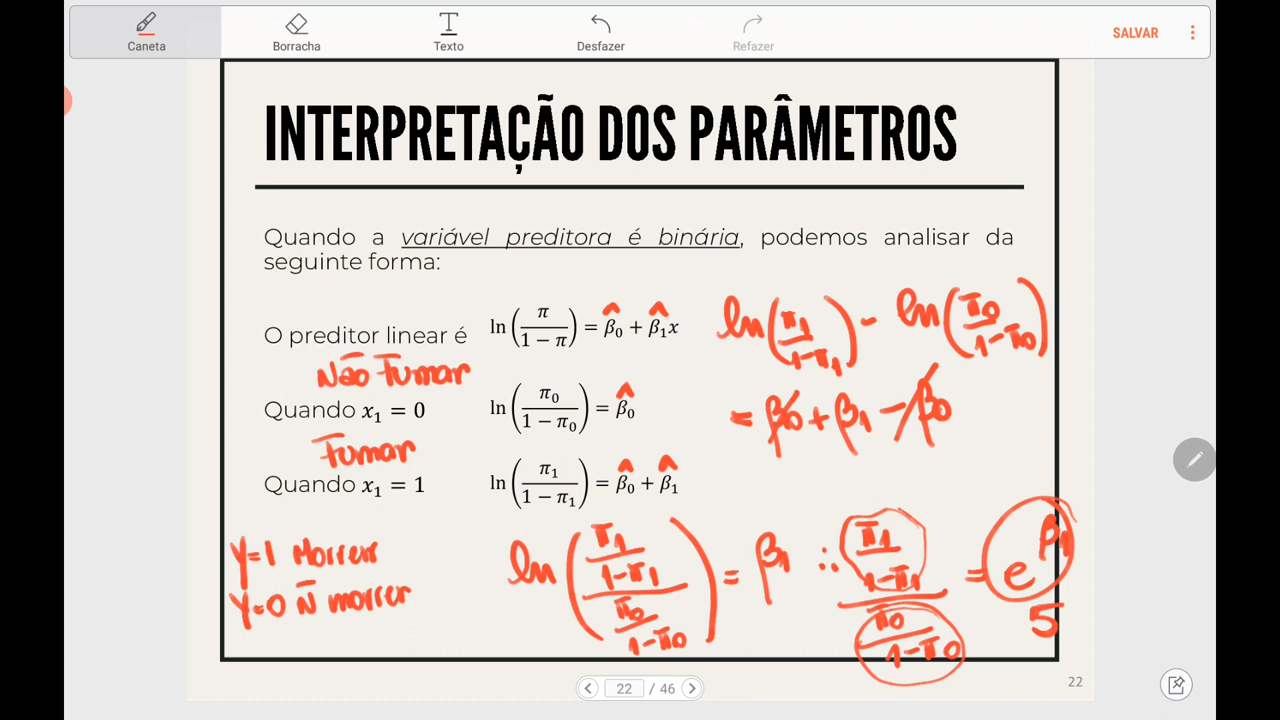 Caneta
Borracha
Texto
Desfazer
Refazer
SALVAR
INTERPRETAÇÃO DOS PARÂMETROS
Quando a variável preditora é binária, podemos analisar da
seguinte forma:
O preditor linear é ln(π/(1 − π)) = β̂0 + β̂1x
Não Fumar
Quando x1 = 0 ln(π0/(1 − π0)) = β̂0
Fumar
Quando x1 = 1 ln(π1/(1 − π1)) = β̂0 + β̂1
ln(π1/(1-π1)) - ln(π0/(1-π0))
= β0 + β1 - β0
Y=1 Morrer
Y=0 Ñ morrer
ln((π1/(1-π1))/(π0/(1-π0))) = β1 ∴ (π1/(1-π1))/(π0/(1-π0)) = e^β1
5
22 / 46
22